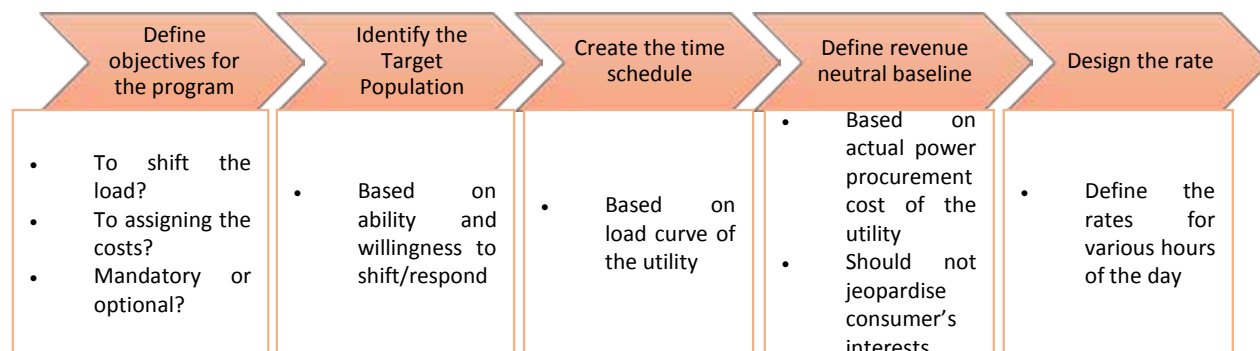 Define
objectives for
the program
Identify the
Target
Population
Create the time
schedule
Define revenue
neutral baseline
Design the rate
• To shift the
load?
• To assigning the
costs?
• Mandatory or
optional?
• Based on
ability and
willingness to
shift/respond
• Based on
load curve of
the utility
• Based on
actual power
procurement
cost of the
utility
• Should not
jeopardise
consumer's
interests
• Define the
rates for
various hours
of the day